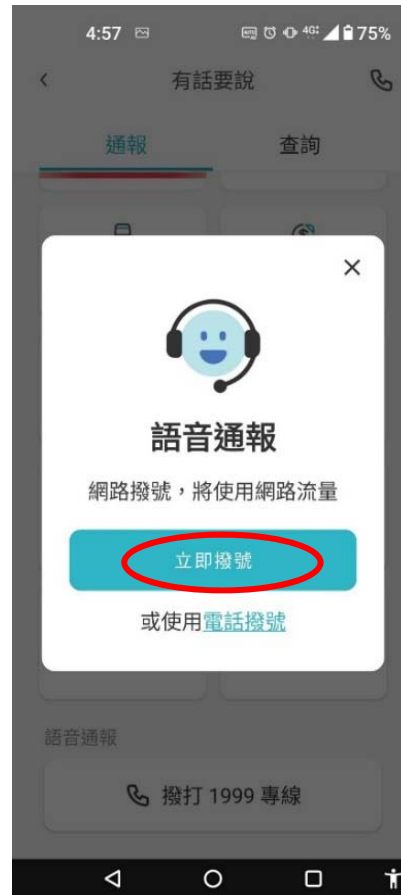 4:57 4G 75%
有話要說
通報 查詢
語音通報
網路撥號，將使用網路流量
立即撥號
或使用電話撥號
語音通報
撥打 1999 專線